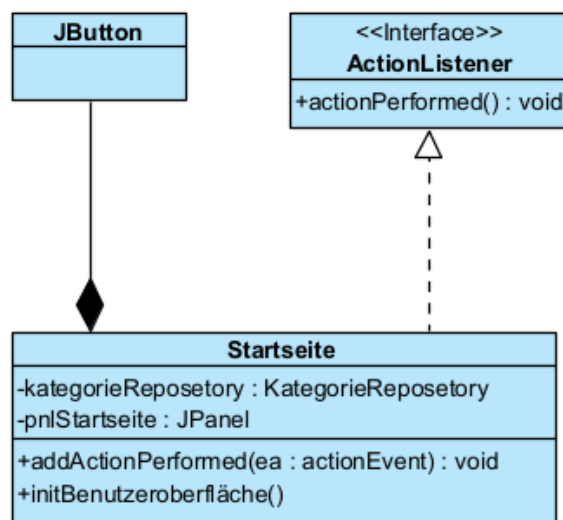 JButton
<<Interface>>
ActionListener
+actionPerformed() : void
Startseite
-kategorieReposetory : KategorieReposetory
-pnlStartseite : JPanel
+addActionPerformed(ea : actionEvent) : void
+initBenutzeroberfläche()